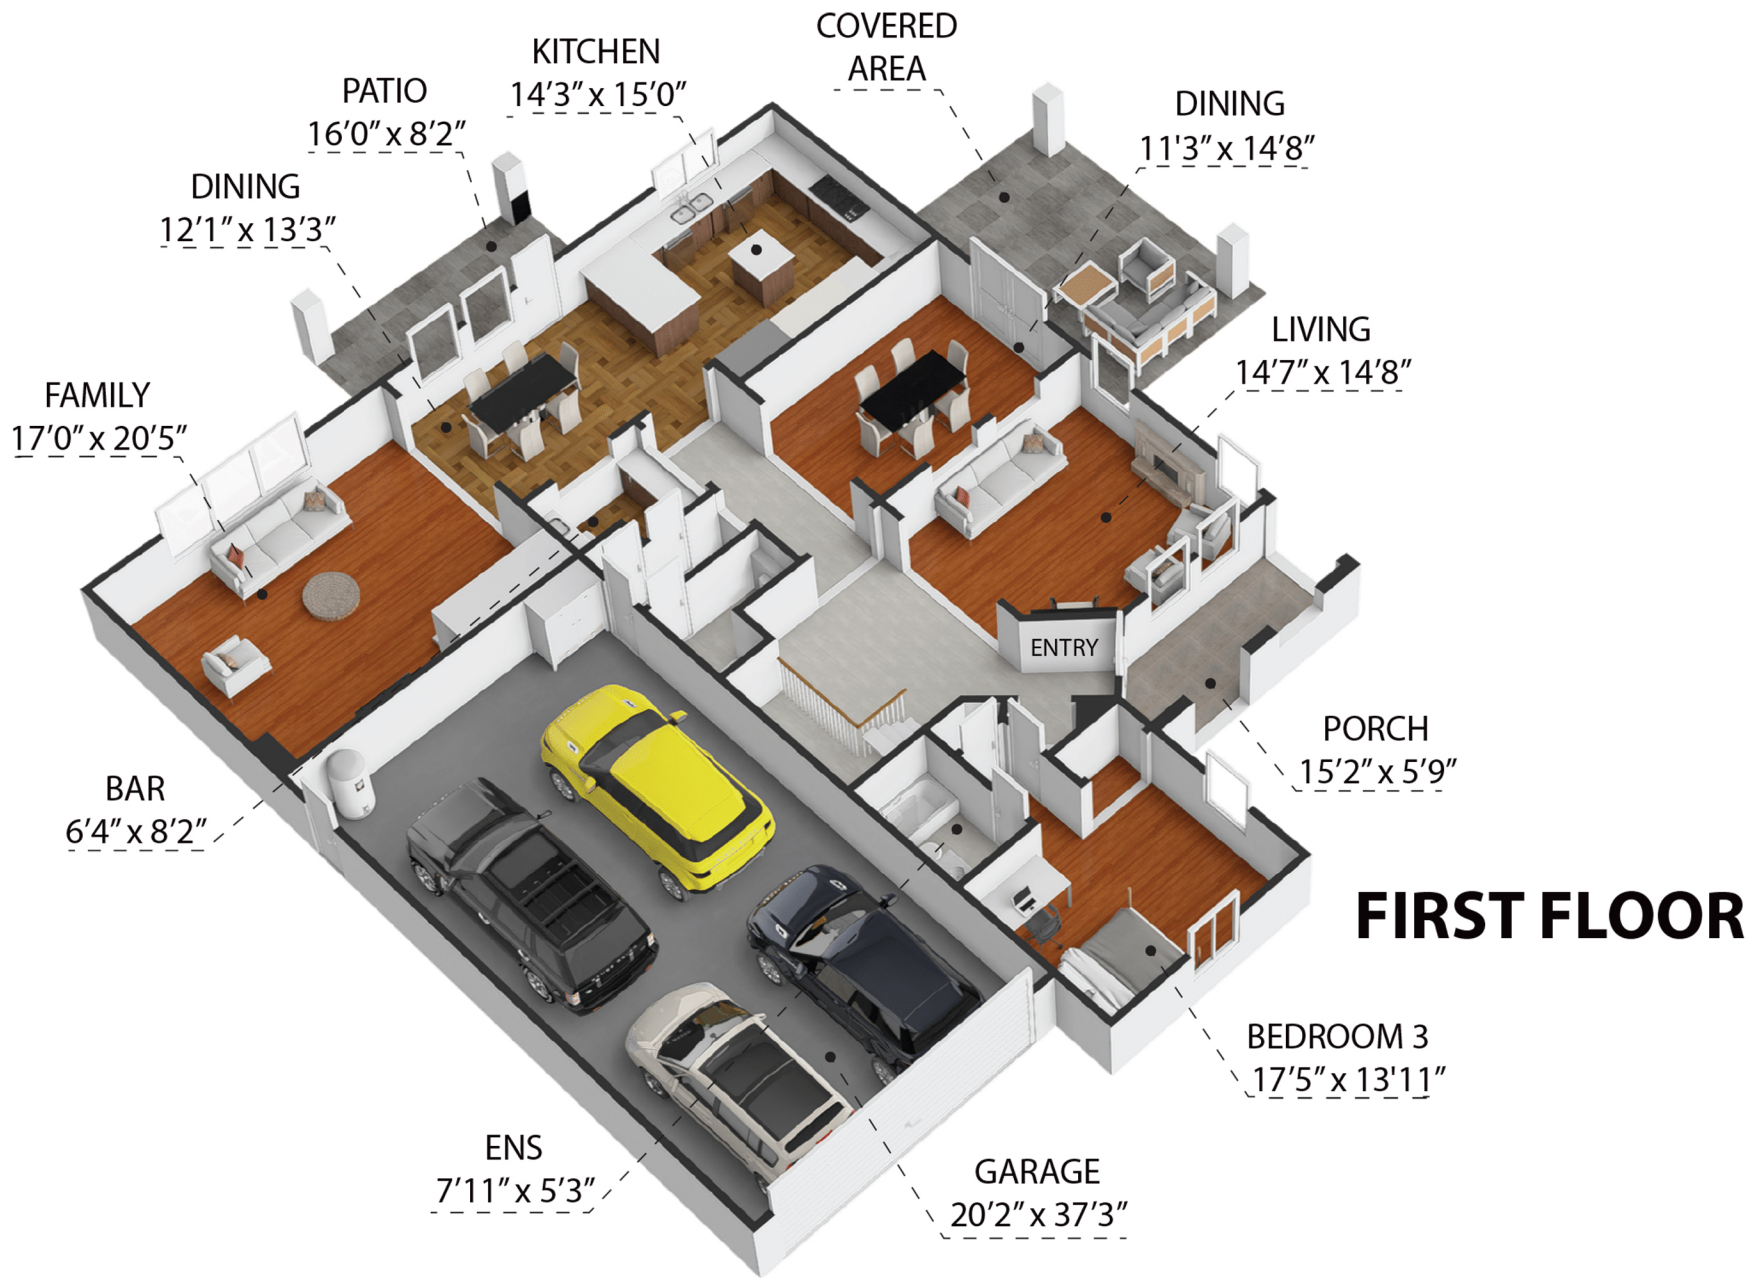 COVERED
AREA
KITCHEN
14'3" x 15'0"
PATIO
16'0" x 8'2"
DINING
11'3" x 14'8"
DINING
12'1" x 13'3"
LIVING
14'7" x 14'8"
FAMILY
17'0" x 20'5"
ENTRY
PORCH
15'2" x 5'9"
BAR
6'4" x 8'2"
FIRST FLOOR
BEDROOM 3
17'5" x 13'11"
ENS
7'11" x 5'3"
GARAGE
20'2" x 37'3"